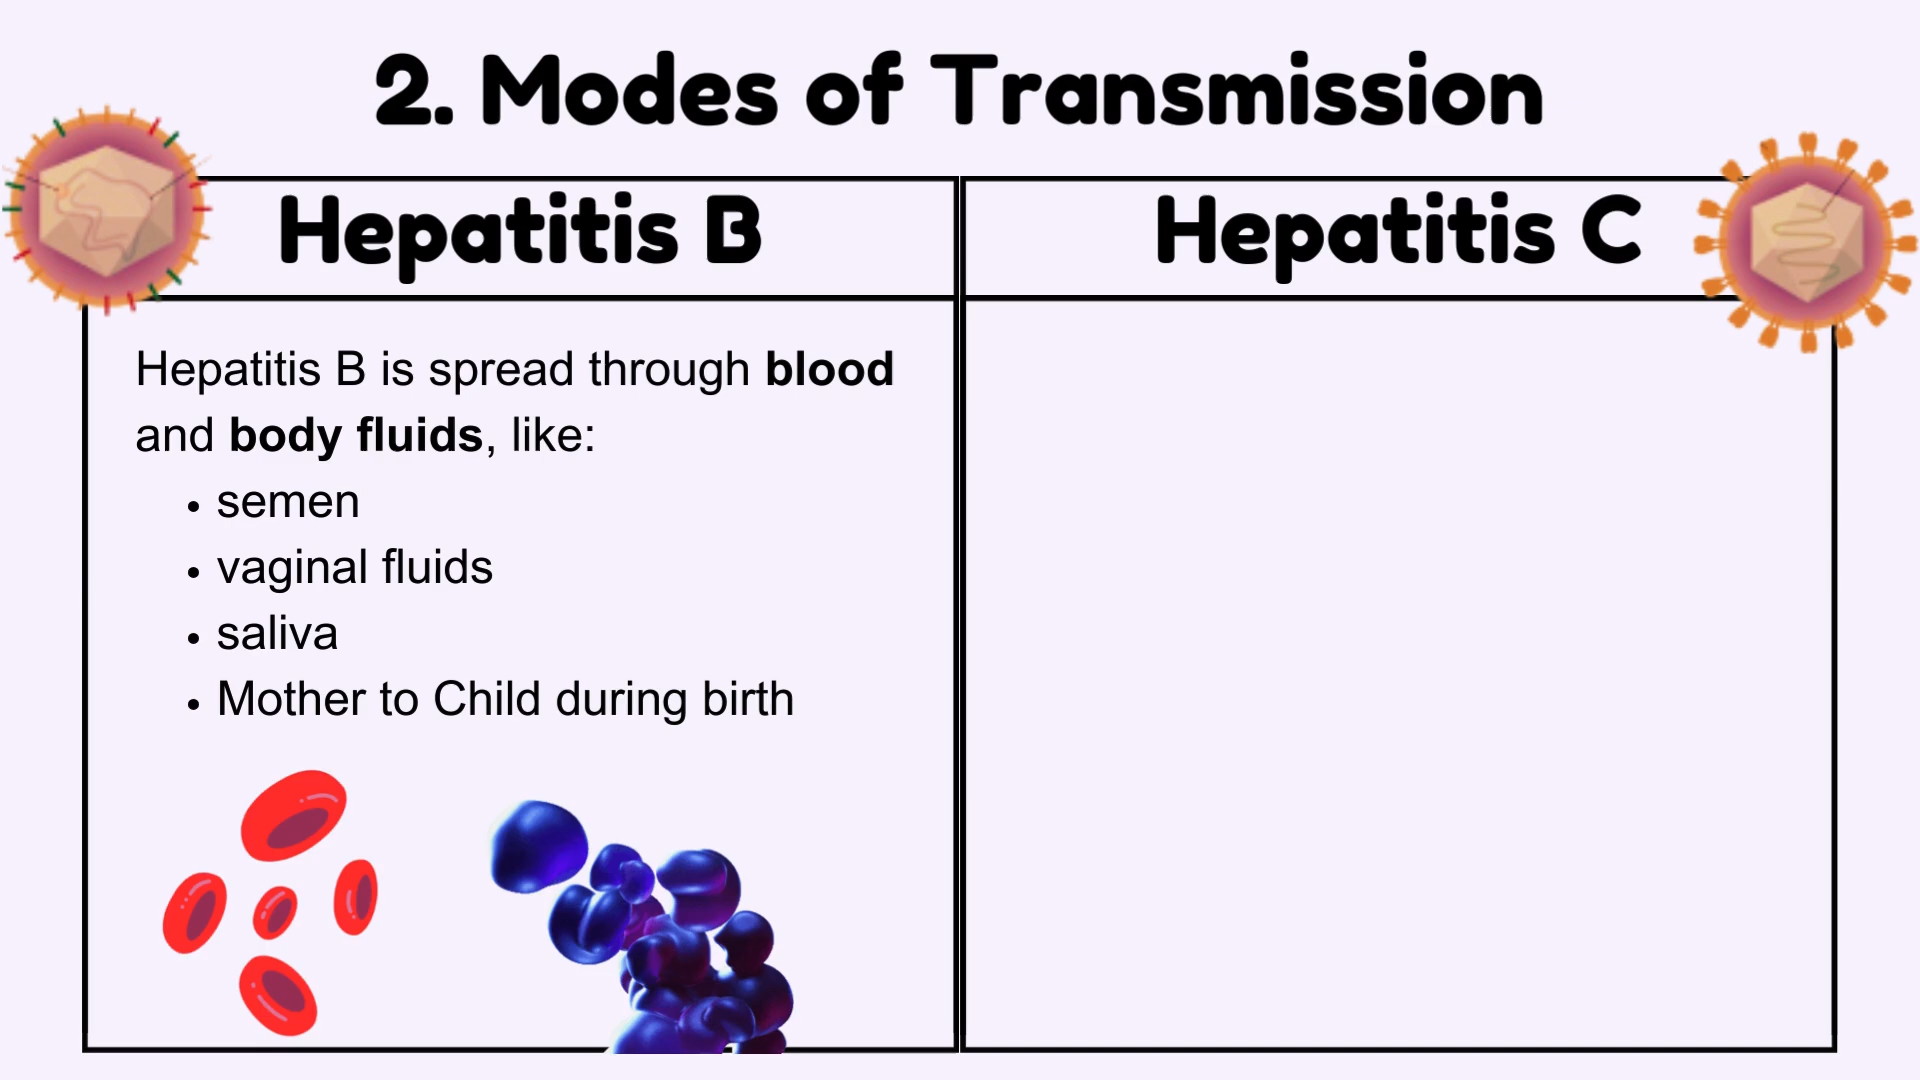 2. Modes of Transmission
Hepatitis B
Hepatitis C
Hepatitis B is spread through blood
and body fluids, like:
• semen
• vaginal fluids
• saliva
• Mother to Child during birth